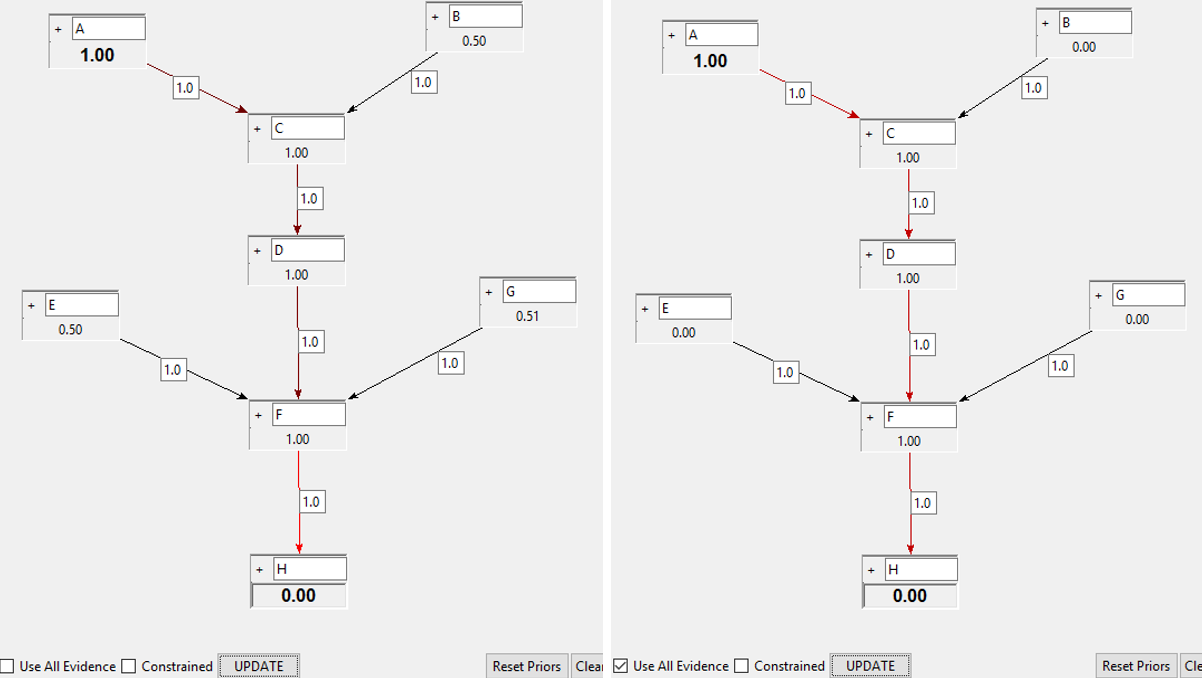 + A
1.00
+ B
0.50
1.0
1.0
+ C
1.00
1.0
+ D
1.00
+ E
0.50
+ G
0.51
1.0
1.0
1.0
+ F
1.00
1.0
+ H
0.00
Use All Evidence Constrained UPDATE Reset Priors Clea
+ A
1.00
+ B
0.00
1.0
1.0
+ C
1.00
1.0
+ D
1.00
+ E
0.00
+ G
0.00
1.0
1.0
1.0
+ F
1.00
1.0
+ H
0.00
Use All Evidence Constrained UPDATE Reset Priors Cle